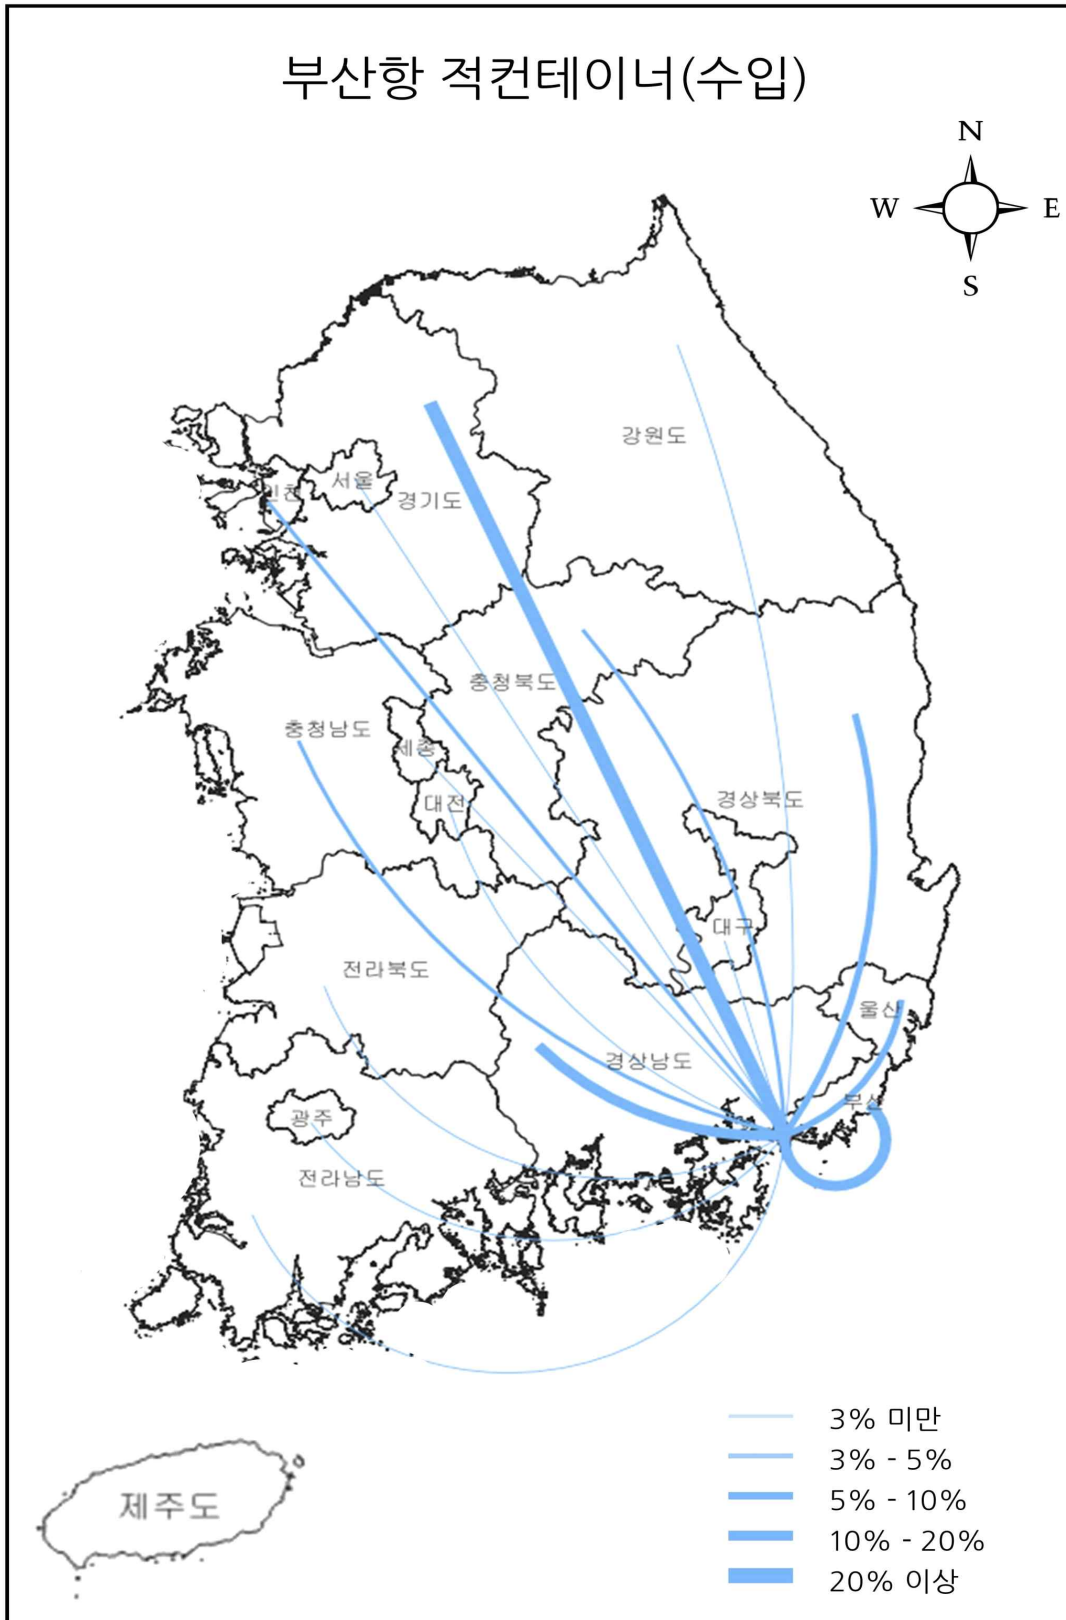 부산항 적컨테이너(수입)
N
W
E
S
강원도
서울
인천
경기도
충청북도
충청남도
세종
대전
경상북도
대구
전라북도
울산
경상남도
부산
광주
전라남도
제주도
3% 미만
3% - 5%
5% - 10%
10% - 20%
20% 이상